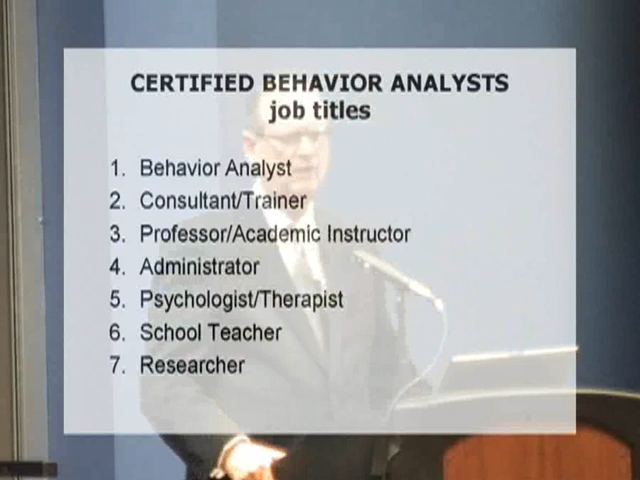 CERTIFIED BEHAVIOR ANALYSTS
job titles
1. Behavior Analyst
2. Consultant/Trainer
3. Professor/Academic Instructor
4. Administrator
5. Psychologist/Therapist
6. School Teacher
7. Researcher